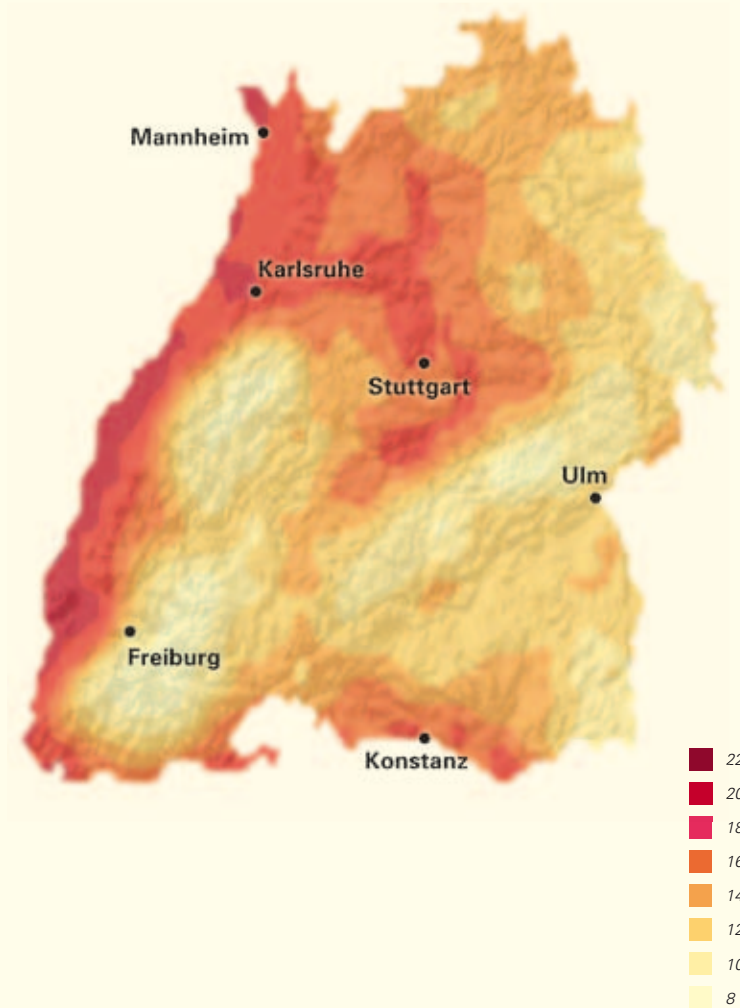 Mannheim
Karlsruhe
Stuttgart
Ulm
Freiburg
Konstanz
22
20
18
16
14
12
10
8